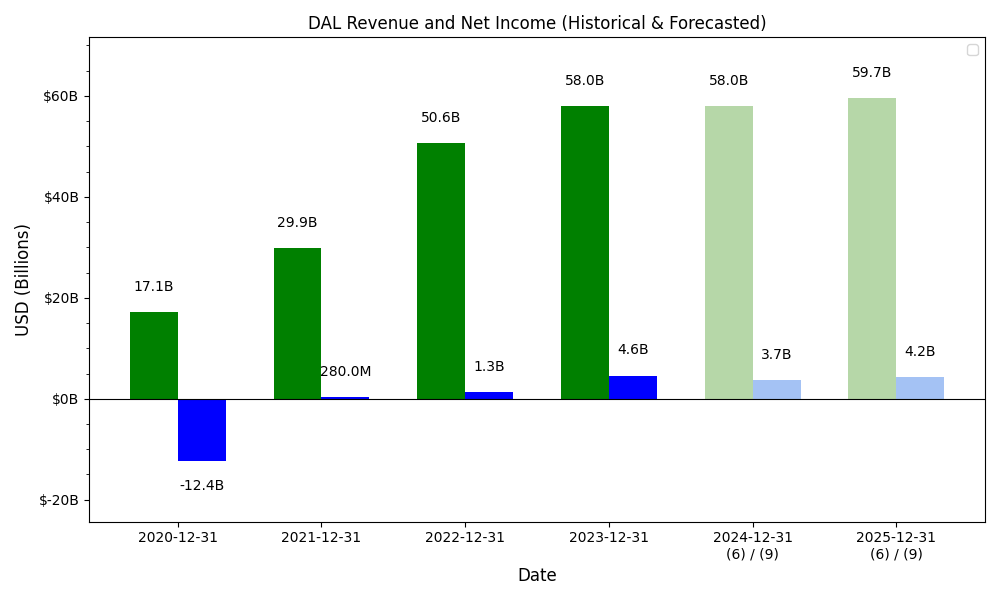 DAL Revenue and Net Income (Historical & Forecasted)
USD (Billions)
$60B
$40B
$20B
$0B
$-20B
17.1B
-12.4B
29.9B
280.0M
50.6B
1.3B
58.0B
4.6B
58.0B
3.7B
59.7B
4.2B
2020-12-31
2021-12-31
2022-12-31
2023-12-31
2024-12-31
(6) / (9)
2025-12-31
(6) / (9)
Date